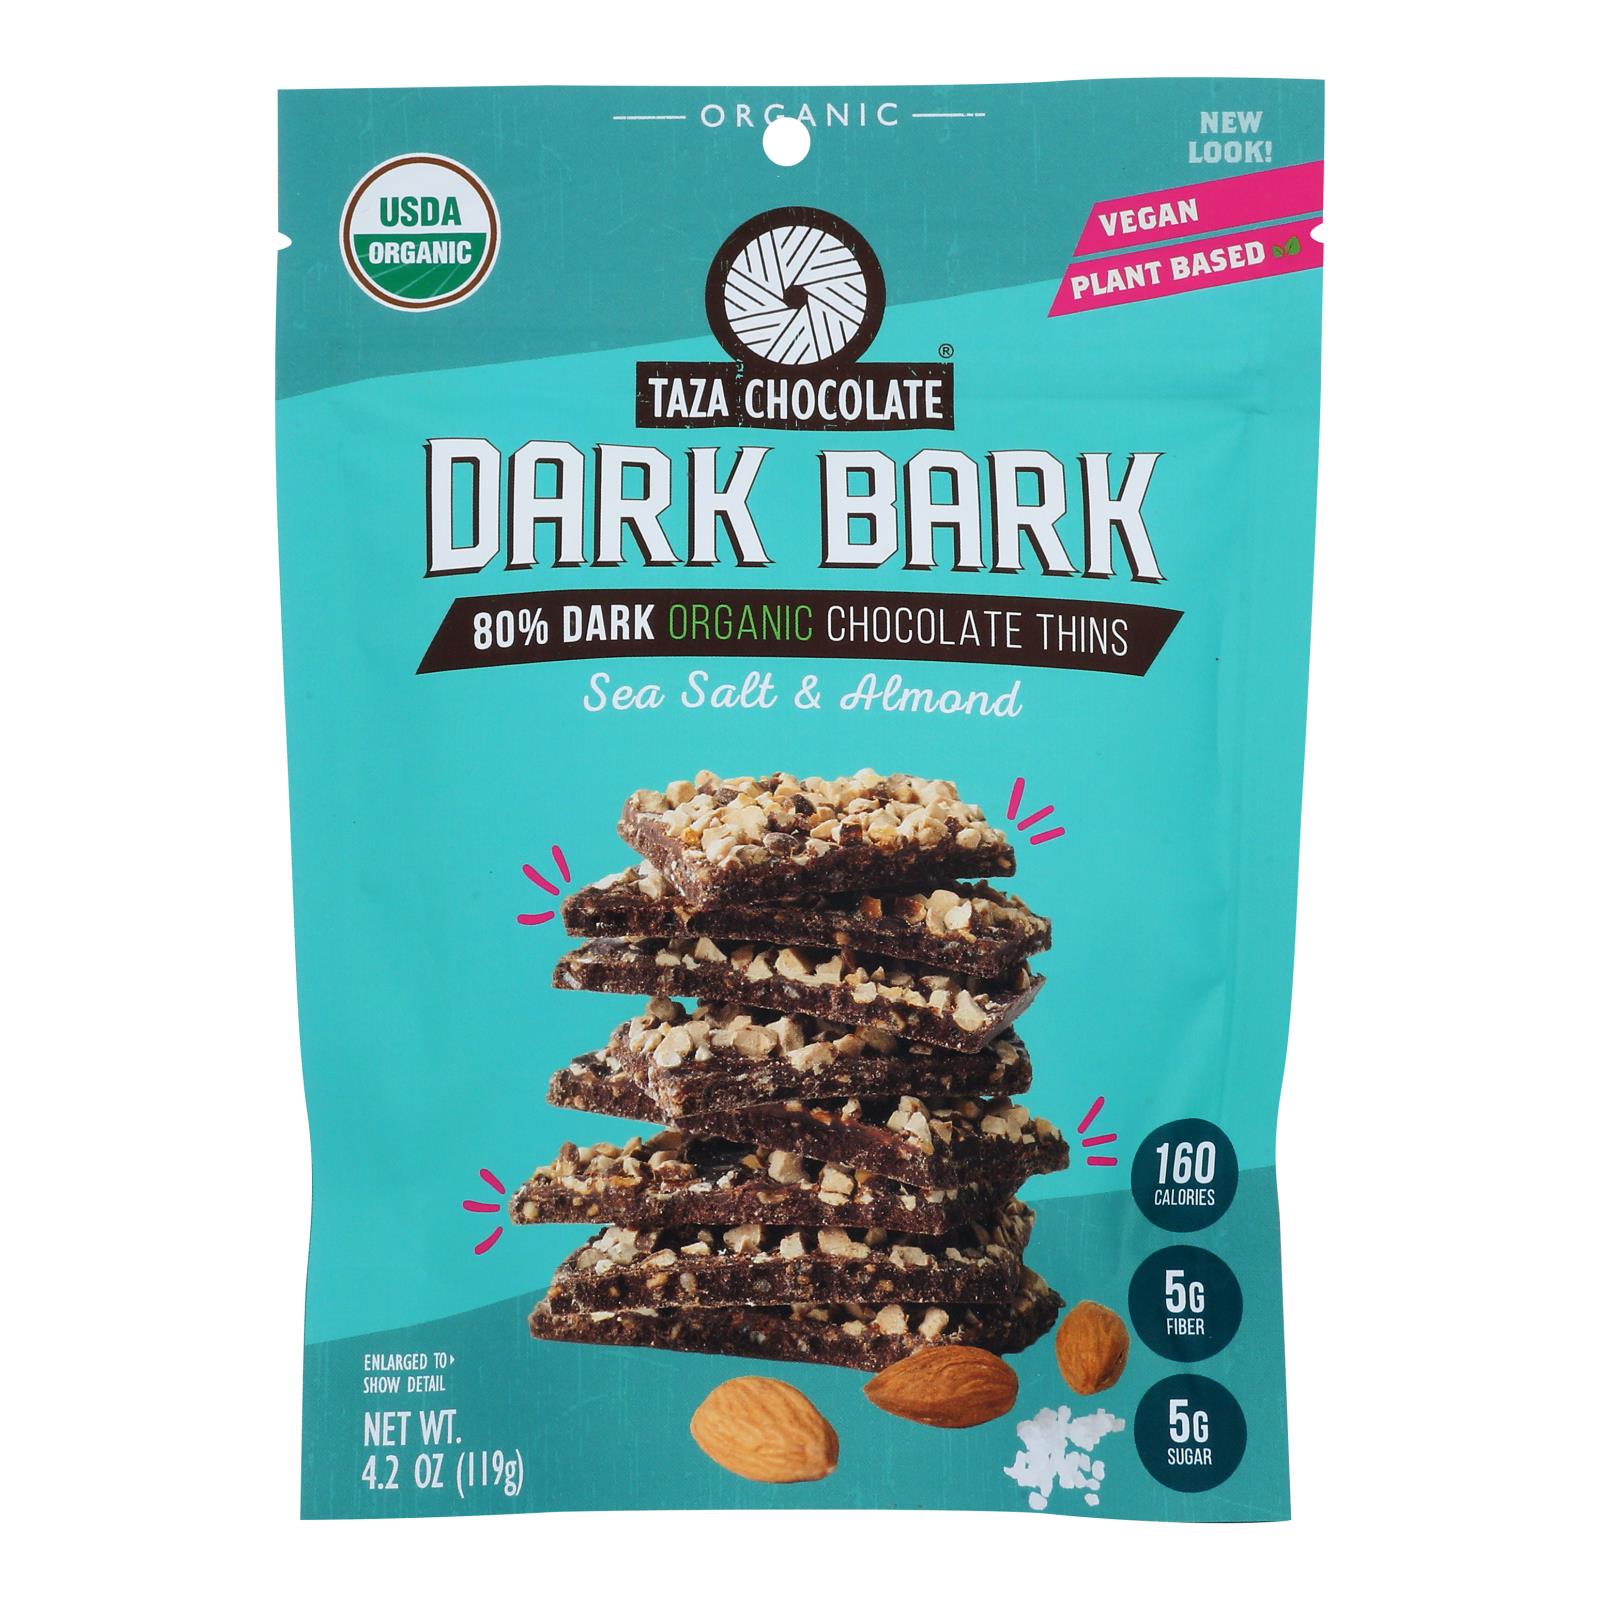 ORGANIC
NEW
LOOK!
USDA
ORGANIC
VEGAN
PLANT BASED
TAZA CHOCOLATE®
DARK BARK
80% DARK ORGANIC CHOCOLATE THINS
Sea Salt & Almond
160
CALORIES
5G
FIBER
5G
SUGAR
ENLARGED TO
SHOW DETAIL
NET WT.
4.2 OZ (119g)